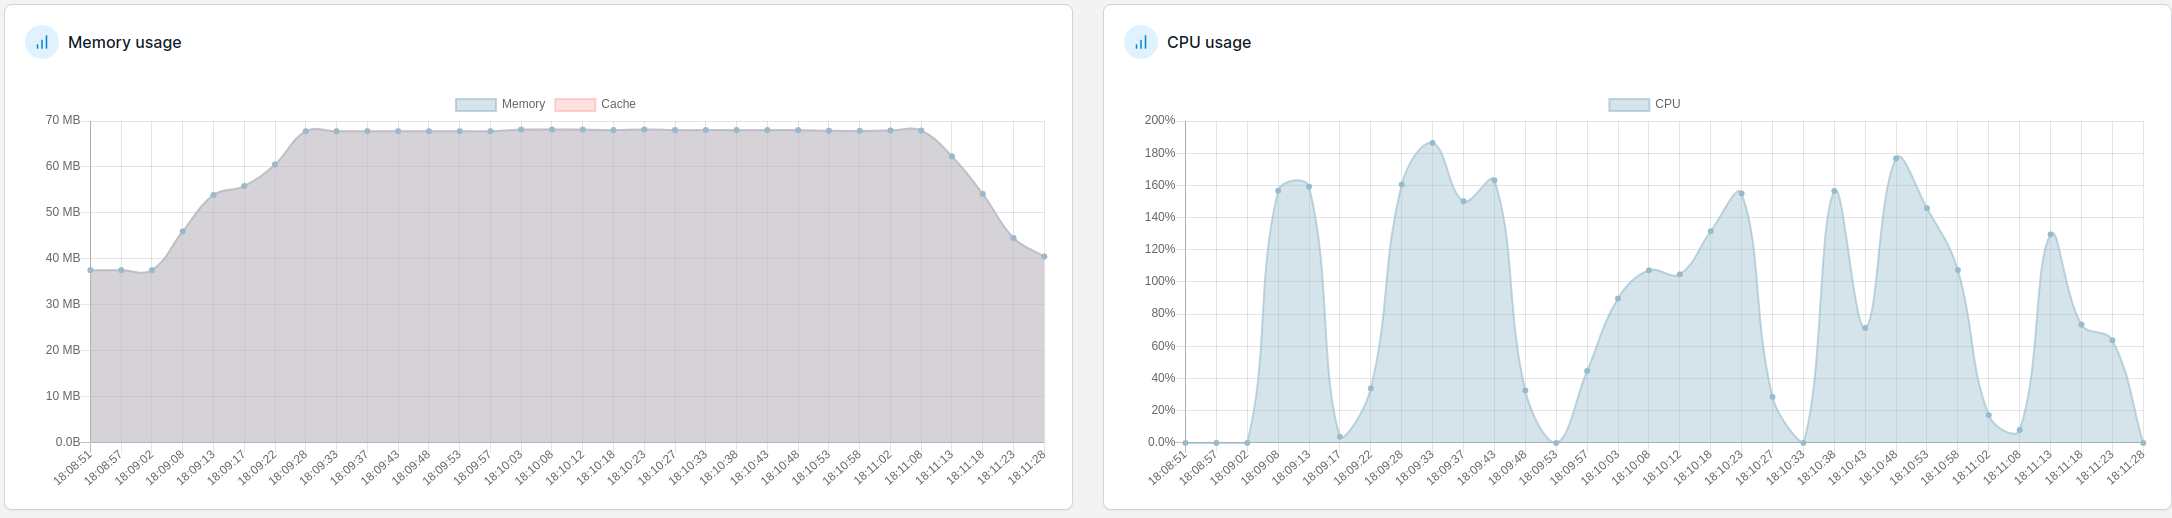 Memory usage
Memory Cache
70 MB
60 MB
50 MB
40 MB
30 MB
20 MB
10 MB
0.0B
18:08:51 18:08:57 18:09:02 18:09:08 18:09:13 18:09:17 18:09:22 18:09:28 18:09:33 18:09:37 18:09:43 18:09:48 18:09:53 18:09:57 18:10:03 18:10:08 18:10:12 18:10:18 18:10:23 18:10:27 18:10:33 18:10:38 18:10:43 18:10:48 18:10:53 18:10:58 18:11:02 18:11:08 18:11:13 18:11:18 18:11:23 18:11:28
CPU usage
CPU
200%
180%
160%
140%
120%
100%
80%
60%
40%
20%
0.0%
18:08:51 18:08:57 18:09:02 18:09:08 18:09:13 18:09:17 18:09:22 18:09:28 18:09:33 18:09:37 18:09:43 18:09:48 18:09:53 18:09:57 18:10:03 18:10:08 18:10:12 18:10:18 18:10:23 18:10:27 18:10:33 18:10:38 18:10:43 18:10:48 18:10:53 18:10:58 18:11:02 18:11:08 18:11:13 18:11:18 18:11:23 18:11:28